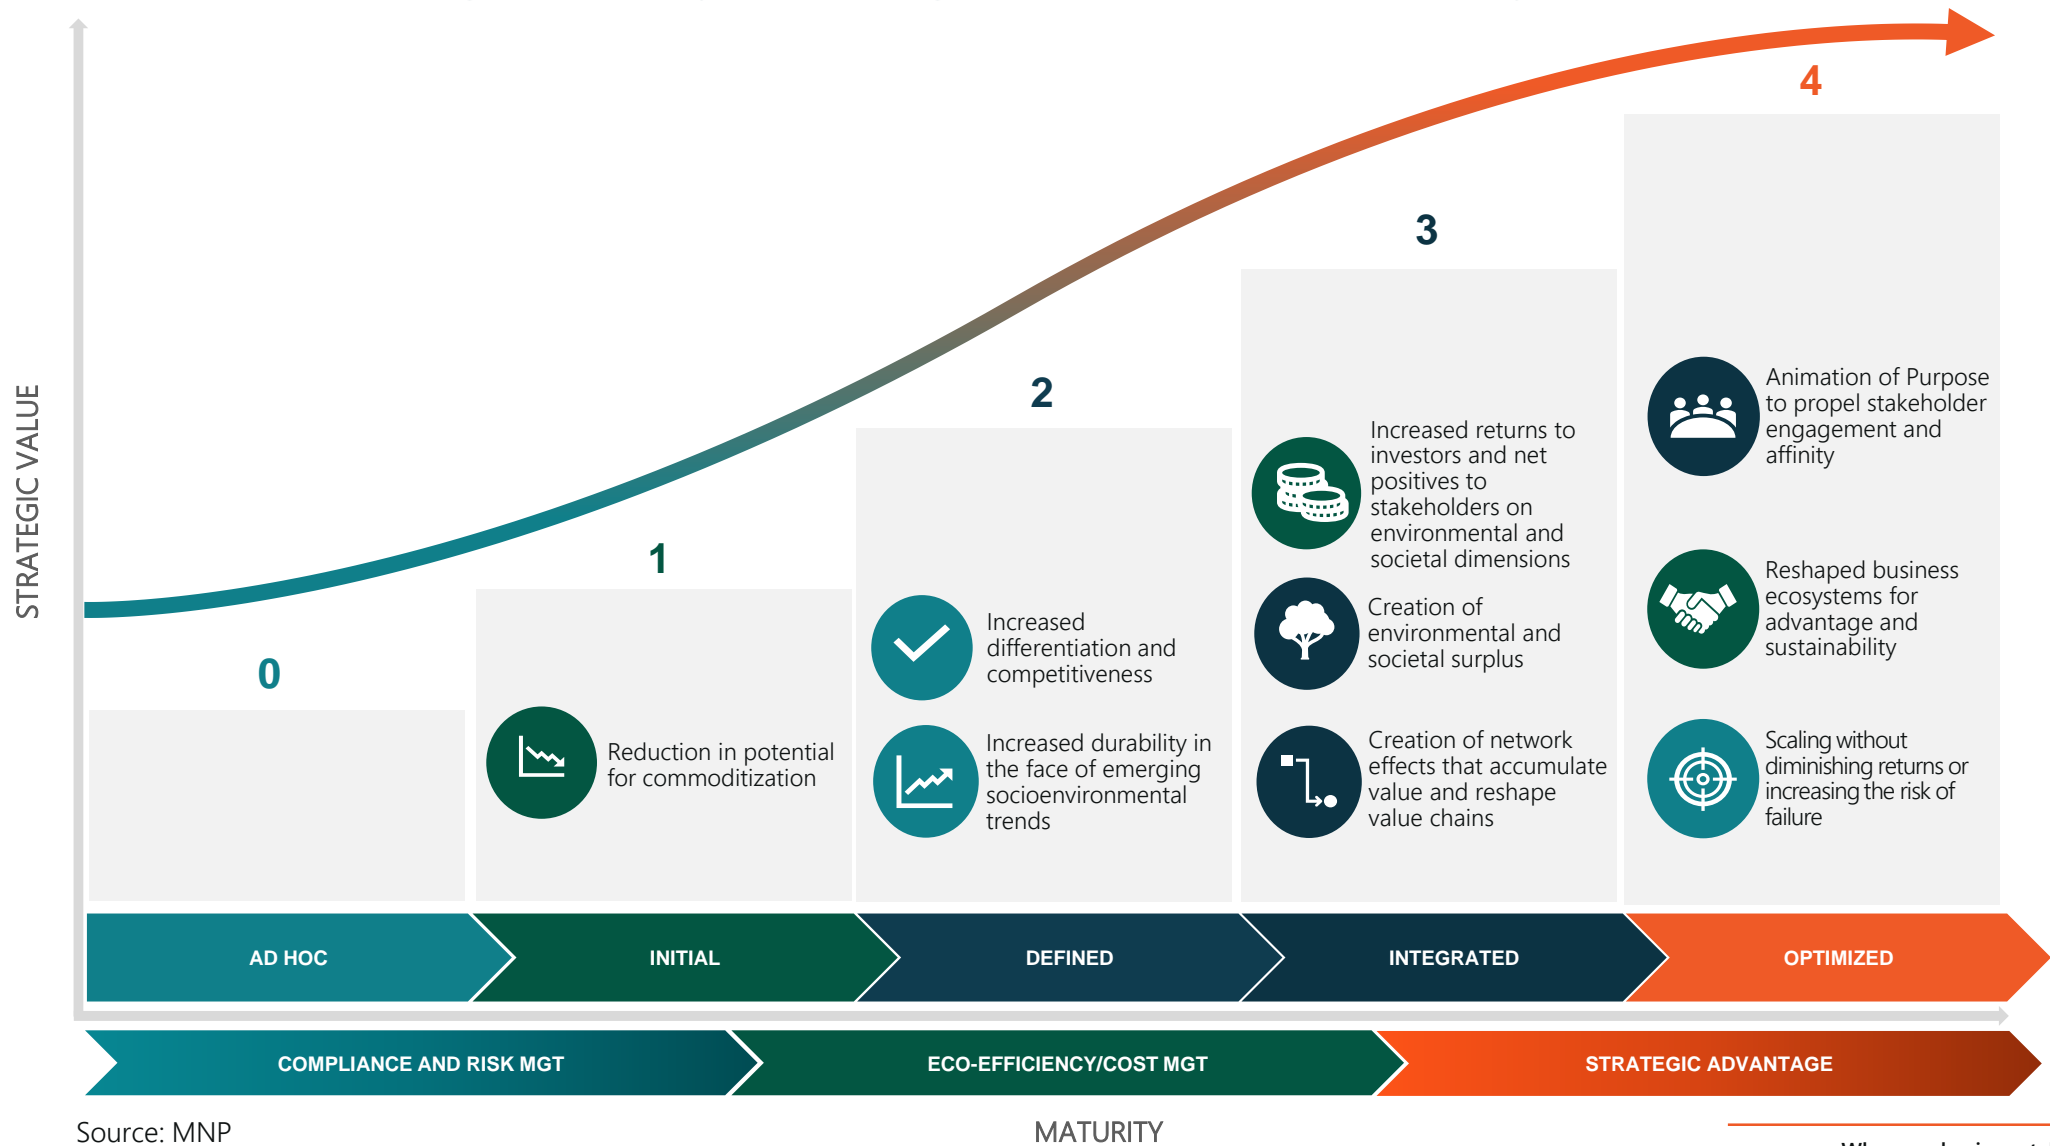 STRATEGIC VALUE
0
1
2
3
4
Reduction in potential
for commoditization
Increased
differentiation and
competitiveness
Increased durability in
the face of emerging
socioenvironmental
trends
Increased returns to
investors and net
positives to
stakeholders on
environmental and
societal dimensions
Creation of
environmental and
societal surplus
Creation of network
effects that accumulate
value and reshape
value chains
Animation of Purpose
to propel stakeholder
engagement and
affinity
Reshaped business
ecosystems for
advantage and
sustainability
Scaling without
diminishing returns or
increasing the risk of
failure
AD HOC
INITIAL
DEFINED
INTEGRATED
OPTIMIZED
COMPLIANCE AND RISK MGT
ECO-EFFICIENCY/COST MGT
STRATEGIC ADVANTAGE
Source: MNP
MATURITY